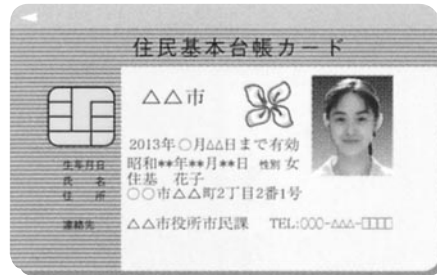 住民基本台帳カード
△△市
2013年○月△△日まで有効
生年月日 昭和**年**月**日 性別 女
氏 名 住基 花子
住 所 ○○市△△町2丁目2番1号
連絡先 △△市役所市民課 TEL:○○○-△△△-□□□□